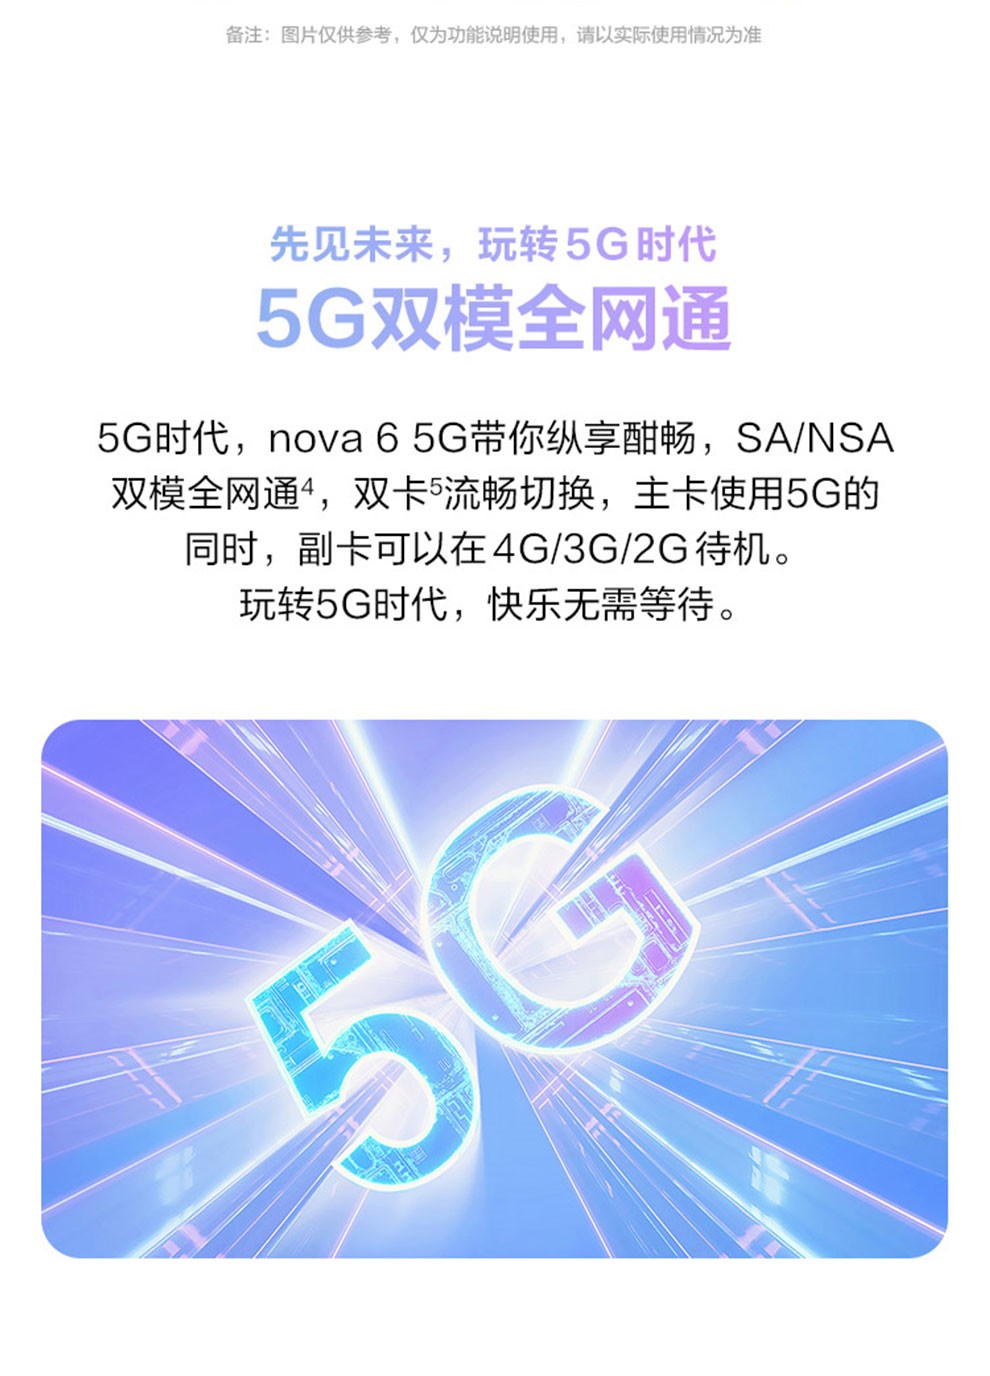 备注：图片仅供参考，仅为功能说明使用，请以实际使用情况为准
先见未来，玩转5G时代
5G双模全网通
5G时代，nova 6 5G带你纵享酣畅，SA/NSA
双模全网通4，双卡5流畅切换，主卡使用5G的
同时，副卡可以在4G/3G/2G待机。
玩转5G时代，快乐无需等待。
5G